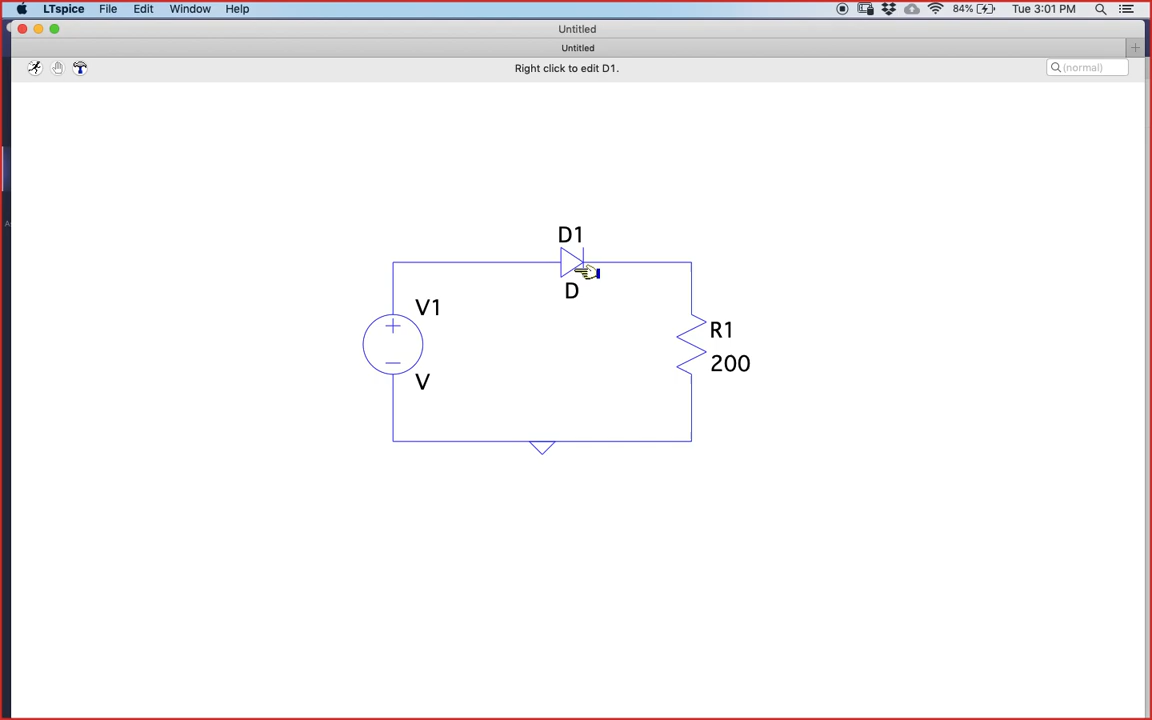 LTspice File Edit Window Help 84% Tue 3:01 PM
Untitled
Untitled
Right click to edit D1.
(normal)
D1
D
V1
V
R1
200